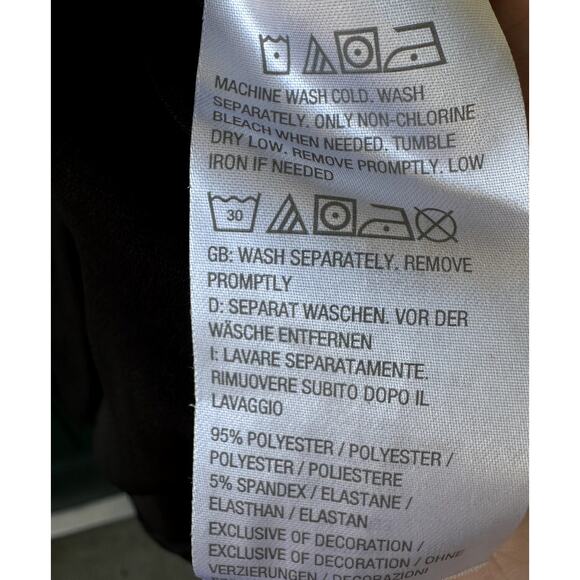 MACHINE WASH COLD. WASH
SEPARATELY. ONLY NON-CHLORINE
BLEACH WHEN NEEDED. TUMBLE
DRY LOW. REMOVE PROMPTLY. LOW
IRON IF NEEDED
30
GB: WASH SEPARATELY. REMOVE
PROMPTLY
D: SEPARAT WASCHEN. VOR DER
WÄSCHE ENTFERNEN
I: LAVARE SEPARATAMENTE.
RIMUOVERE SUBITO DOPO IL
LAVAGGIO
95% POLYESTER / POLYESTER /
POLYESTER / POLIESTERE
5% SPANDEX / ELASTANE /
ELASTHAN / ELASTAN
EXCLUSIVE OF DECORATION /
EXCLUSIVE OF DECORATION / OHNE
VERZIERUNGEN / DECORAZIONI